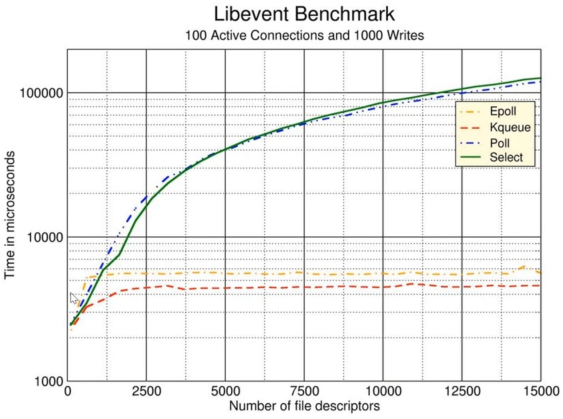 Libevent Benchmark
100 Active Connections and 1000 Writes
Time in microseconds
100000
10000
1000
Epoll
Kqueue
Poll
Select
0 2500 5000 7500 10000 12500 15000
Number of file descriptors